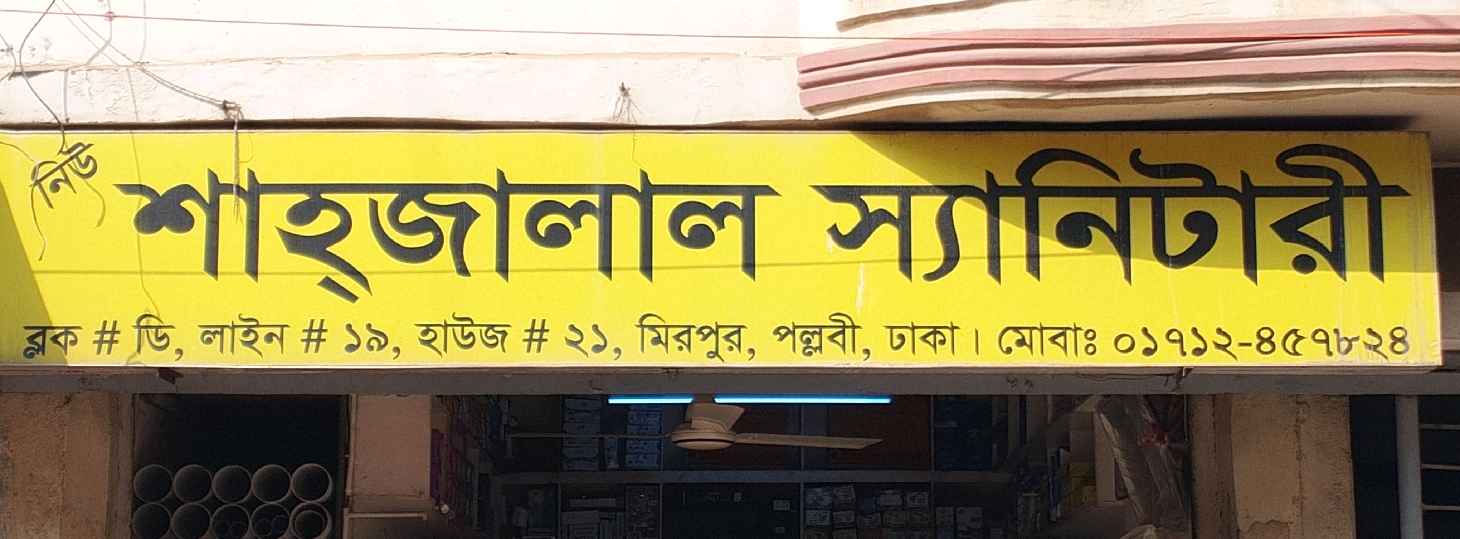 নিউ
শাহ্জালাল স্যানিটারী
ব্লক # ডি, লাইন # ১৯, হাউজ # ২১, মিরপুর, পল্লবী, ঢাকা। মোবাঃ ০১৭১২-৪৫৭৮২৪